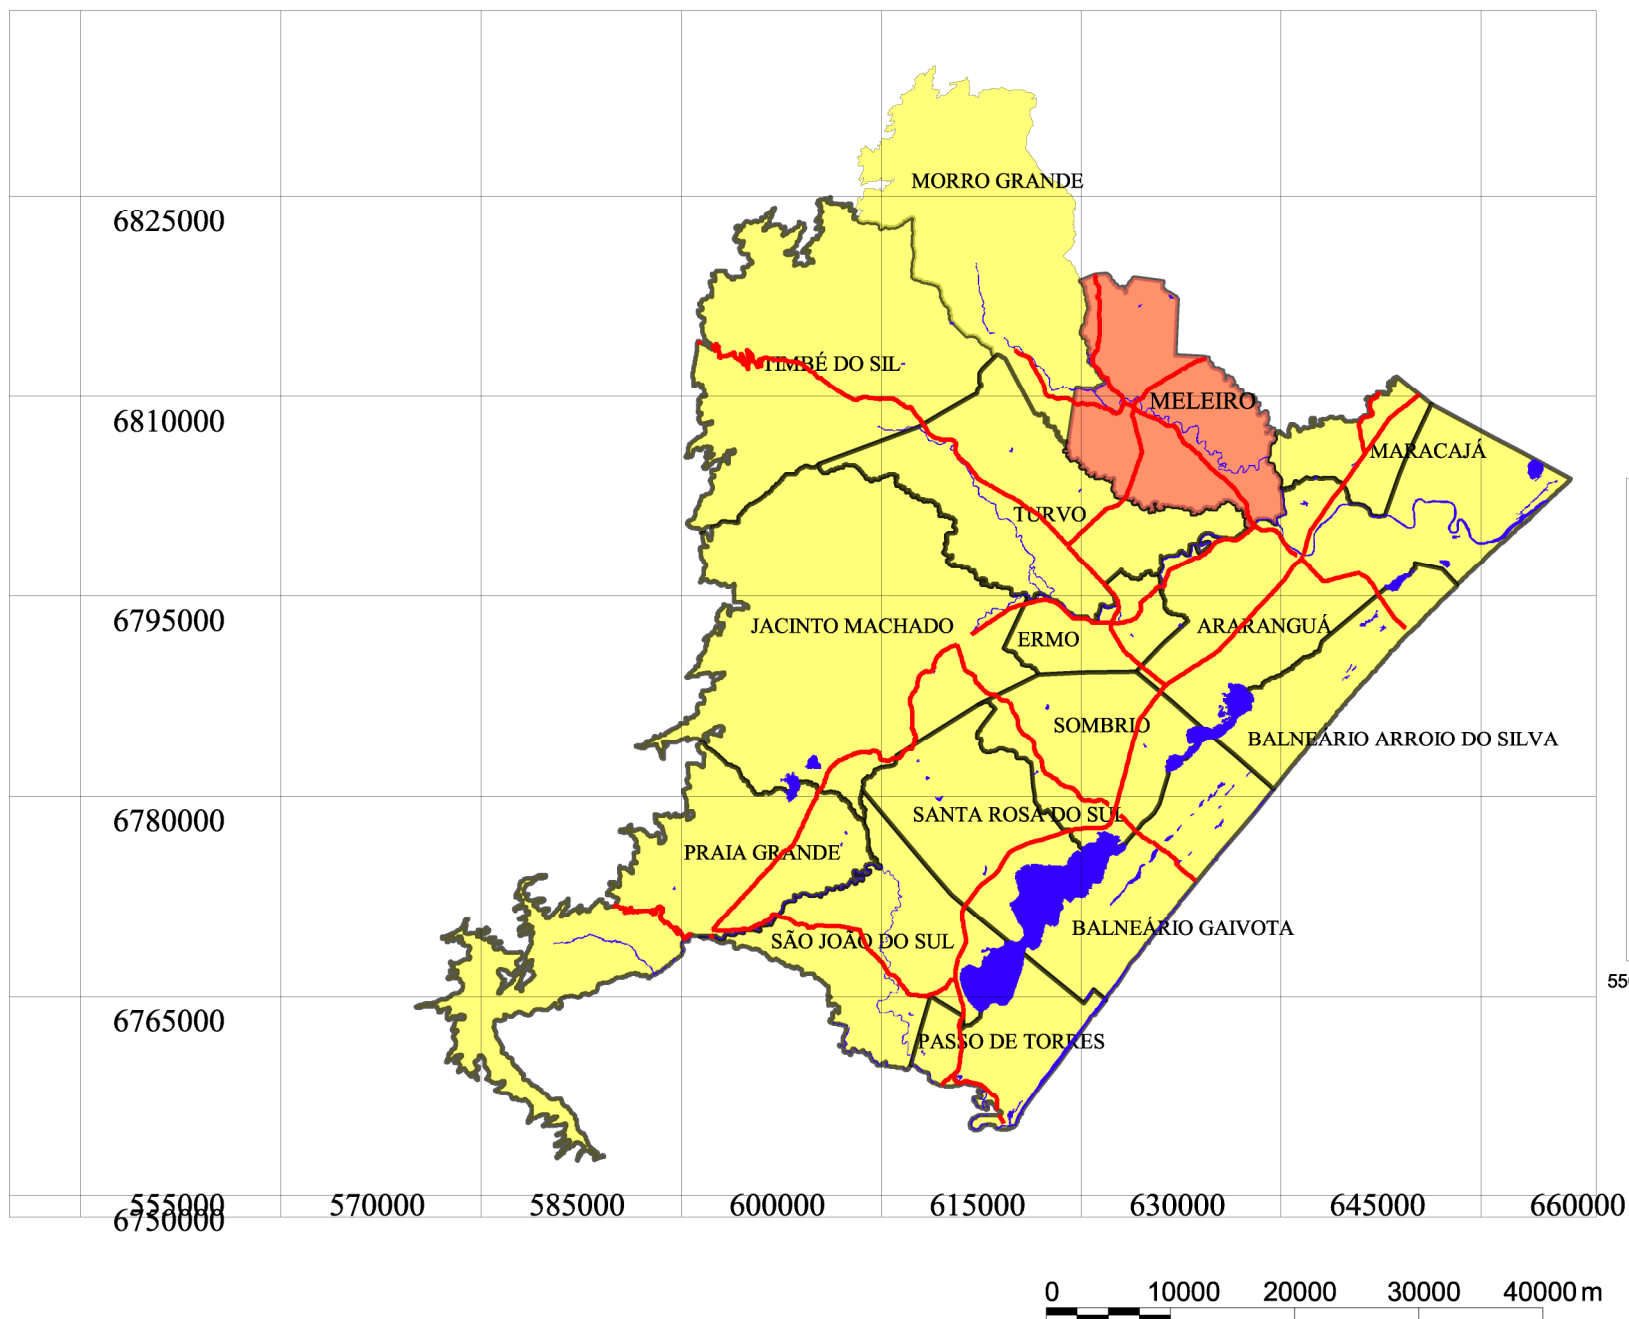 MORRO GRANDE
6825000
TIMBÉ DO SIL
MELEIRO
6810000
MARACAJÁ
TURVO
6795000
JACINTO MACHADO
ERMO
ARARANGUÁ
SOMBRIO
BALNEÁRIO ARROIO DO SILVA
6780000
SANTA ROSA DO SUL
PRAIA GRANDE
BALNEÁRIO GAIVOTA
SÃO JOÃO DO SUL
550
6765000
PASSO DE TORRES
555000 570000 585000 600000 615000 630000 645000 660000
6750000
0 10000 20000 30000 40000 m